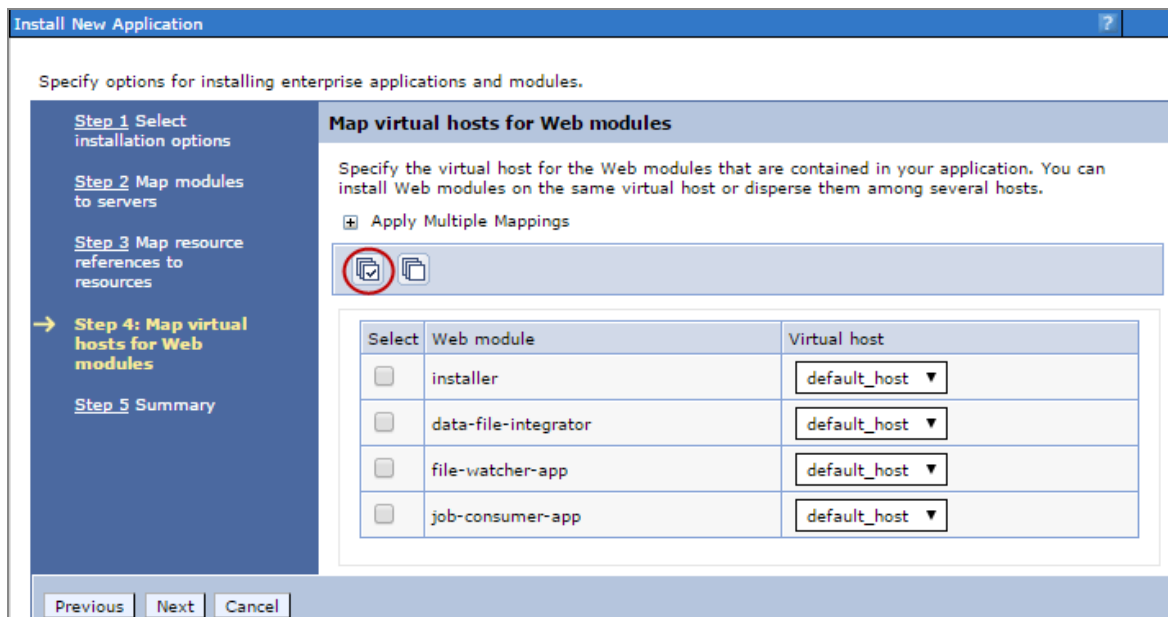 Install New Application ?
Specify options for installing enterprise applications and modules.
Step 1 Select
installation options
Step 2 Map modules
to servers
Step 3 Map resource
references to
resources
Step 4: Map virtual
hosts for Web
modules
Step 5 Summary
Map virtual hosts for Web modules
Specify the virtual host for the Web modules that are contained in your application. You can
install Web modules on the same virtual host or disperse them among several hosts.
Apply Multiple Mappings
Select Web module Virtual host
installer default_host
data-file-integrator default_host
file-watcher-app default_host
job-consumer-app default_host
Previous Next Cancel